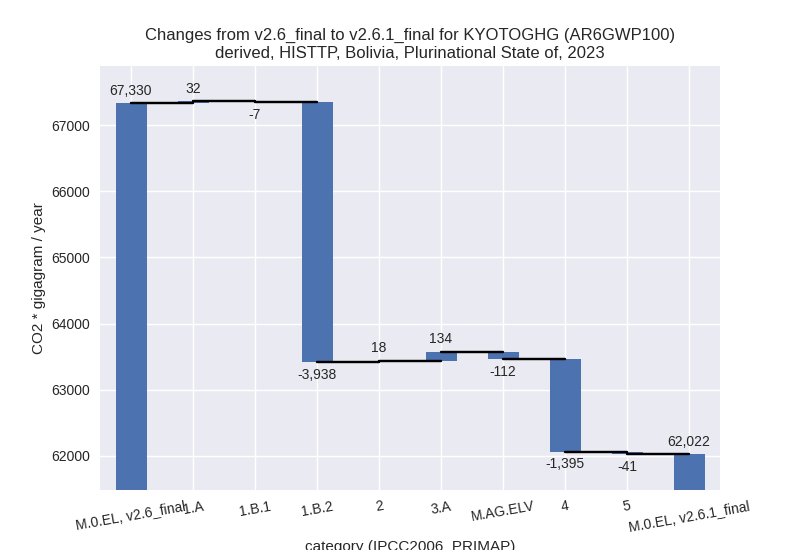 Changes from v2.6_final to v2.6.1_final for KYOTOGHG (AR6GWP100)
derived, HISTTP, Bolivia, Plurinational State of, 2023
67,330
32
-7
-3,938
18
134
-112
-1,395
-41
62,022
67000
66000
65000
64000
63000
62000
CO2 * gigagram / year
M.0.EL, v2.6_final
1.A
1.B.1
1.B.2
2
3.A
M.AG.ELV
4
5
M.0.EL, v2.6.1_final
category (IPCC2006_PRIMAP)